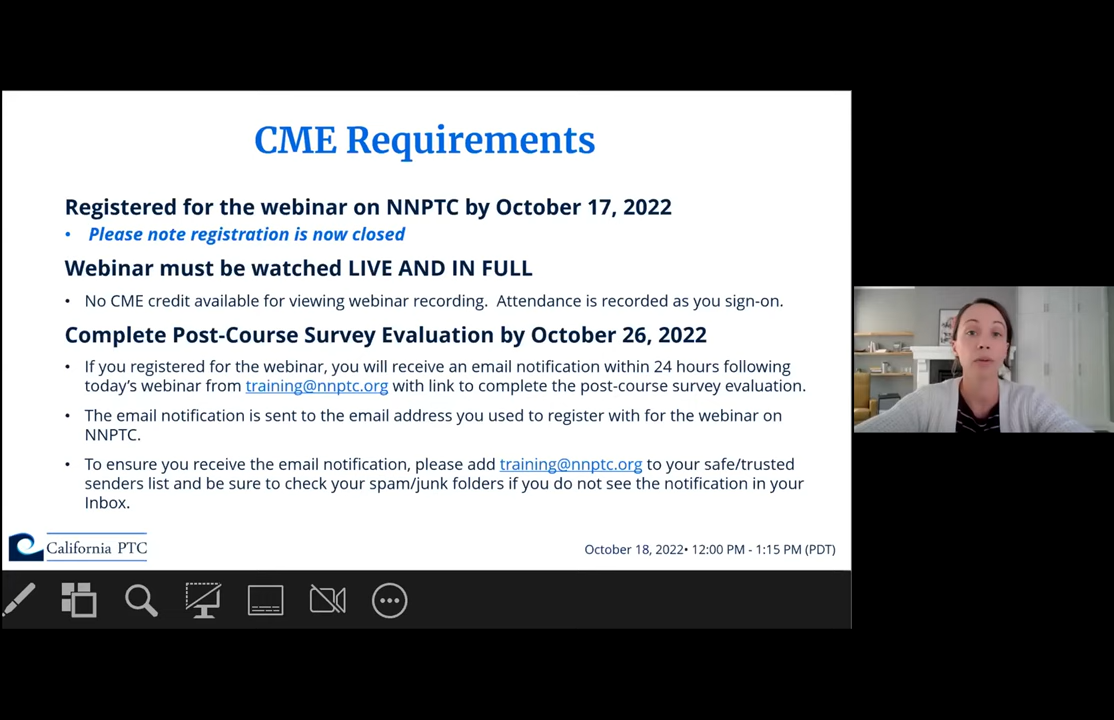 CME Requirements
Registered for the webinar on NNPTC by October 17, 2022
• Please note registration is now closed
Webinar must be watched LIVE AND IN FULL
• No CME credit available for viewing webinar recording.  Attendance is recorded as you sign-on.
Complete Post-Course Survey Evaluation by October 26, 2022
• If you registered for the webinar, you will receive an email notification within 24 hours following
today’s webinar from training@nnptc.org with link to complete the post-course survey evaluation.
• The email notification is sent to the email address you used to register with for the webinar on
NNPTC.
• To ensure you receive the email notification, please add training@nnptc.org to your safe/trusted
senders list and be sure to check your spam/junk folders if you do not see the notification in your
Inbox.
California PTC
October 18, 2022• 12:00 PM - 1:15 PM (PDT)